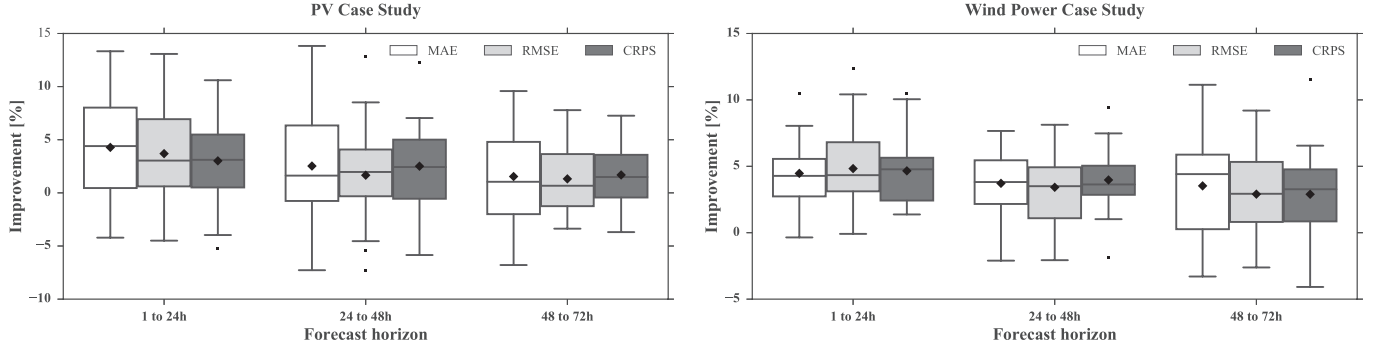 PV Case Study
15
10
5
0
−5
−10
Improvement [%]
MAE RMSE CRPS
1 to 24h 24 to 48h 48 to 72h
Forecast horizon
Wind Power Case Study
15
10
5
0
−5
Improvement [%]
MAE RMSE CRPS
1 to 24h 24 to 48h 48 to 72h
Forecast horizon